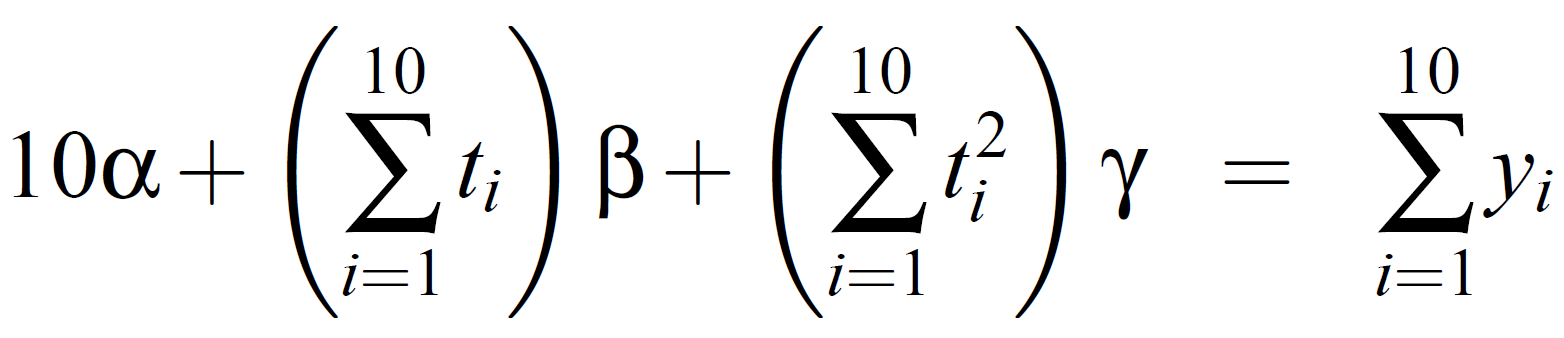 10α + (∑_{i=1}^{10} t_i) β + (∑_{i=1}^{10} t_i^2) γ = ∑_{i=1}^{10} y_i